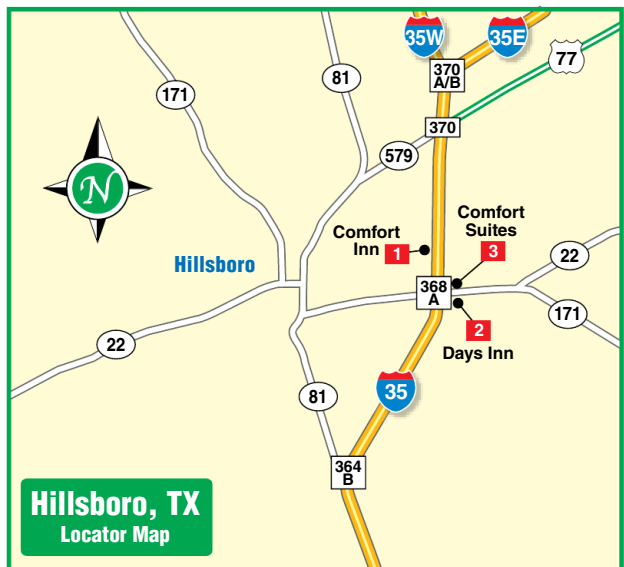 35W
35E
370
A/B
77
81
171
370
579
N
Comfort
Inn
1
Comfort
Suites
3
Hillsboro
22
368
A
171
2
Days Inn
22
81
35
364
B
Hillsboro, TX
Locator Map